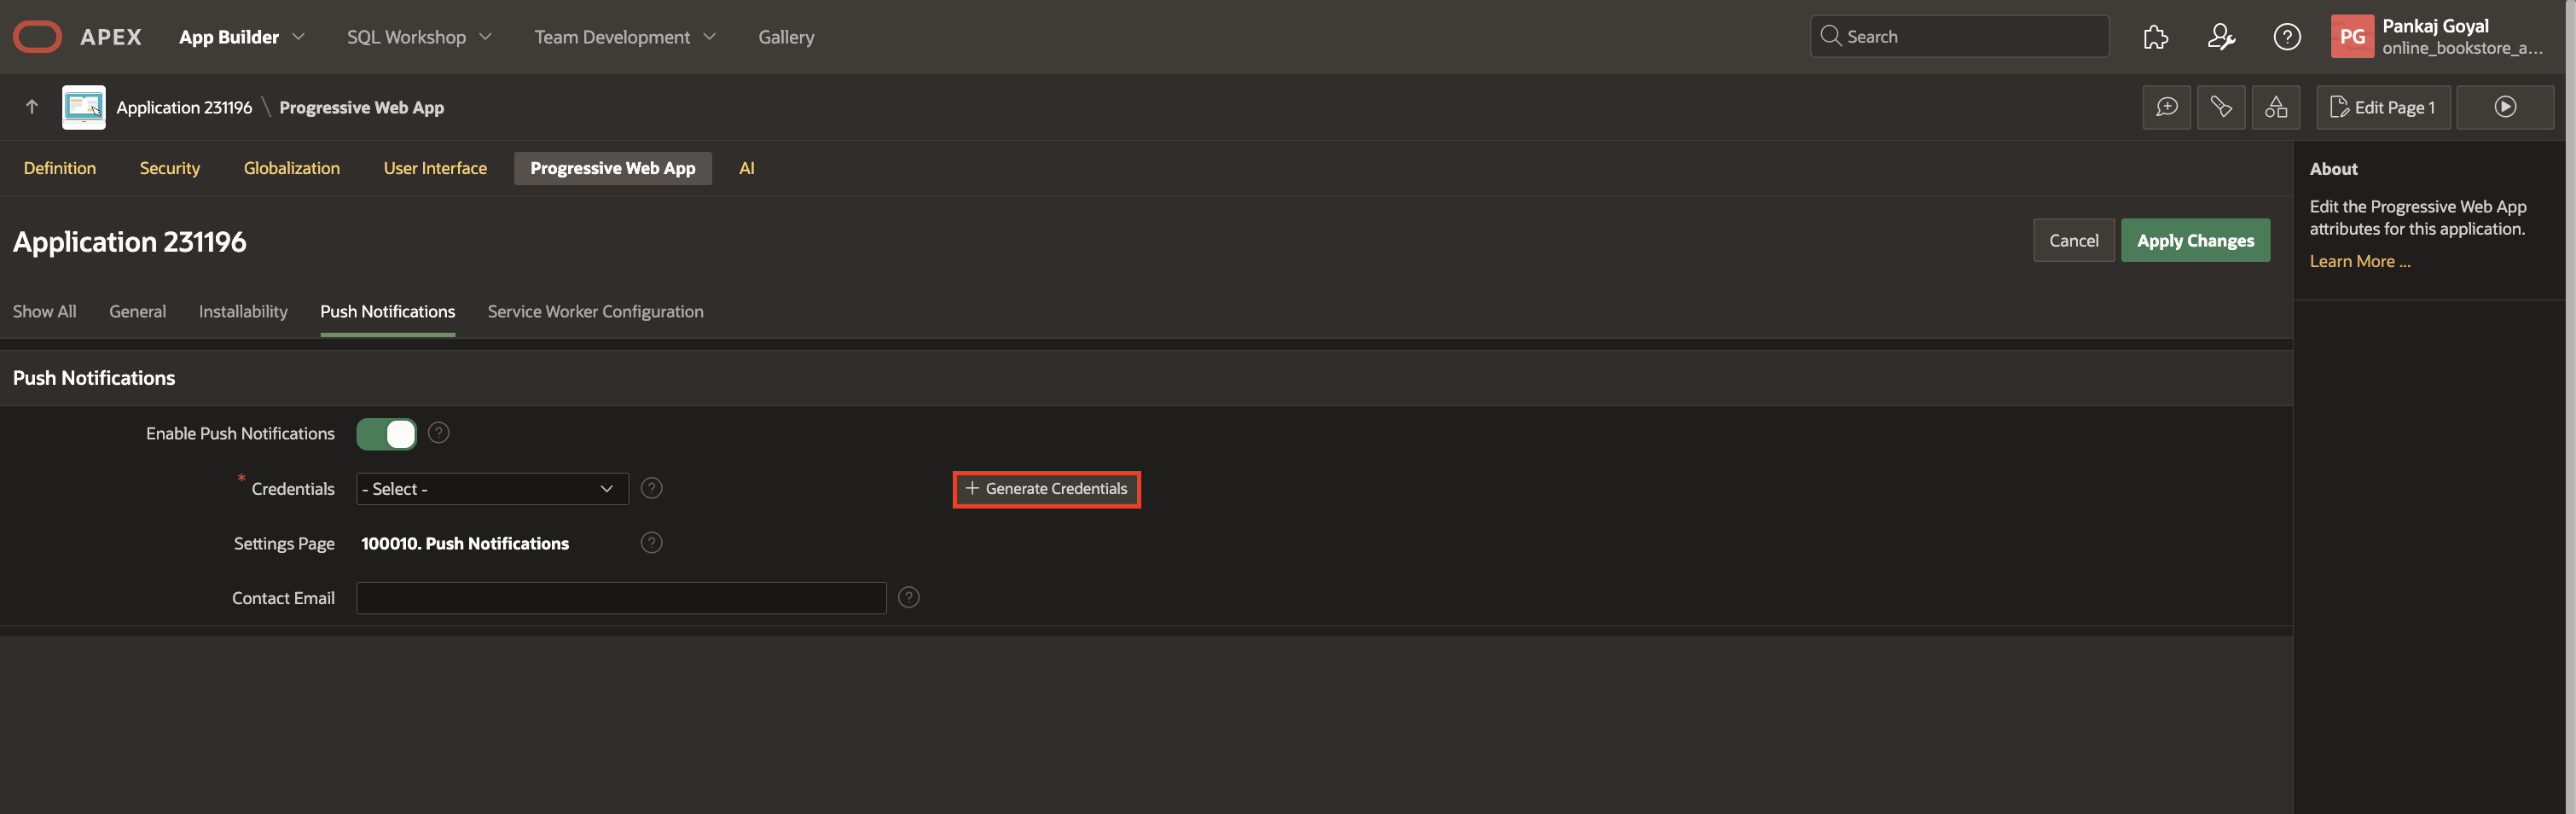 APEX App Builder SQL Workshop Team Development Gallery Search PG Pankaj Goyal
online_bookstore_a...
Application 231196 \ Progressive Web App Edit Page 1
Definition Security Globalization User Interface Progressive Web App AI
About
Edit the Progressive Web App
attributes for this application.
Learn More ...
Application 231196 Cancel Apply Changes
Show All General Installability Push Notifications Service Worker Configuration
Push Notifications
Enable Push Notifications ?
* Credentials - Select - ? + Generate Credentials
Settings Page 100010. Push Notifications ?
Contact Email ?